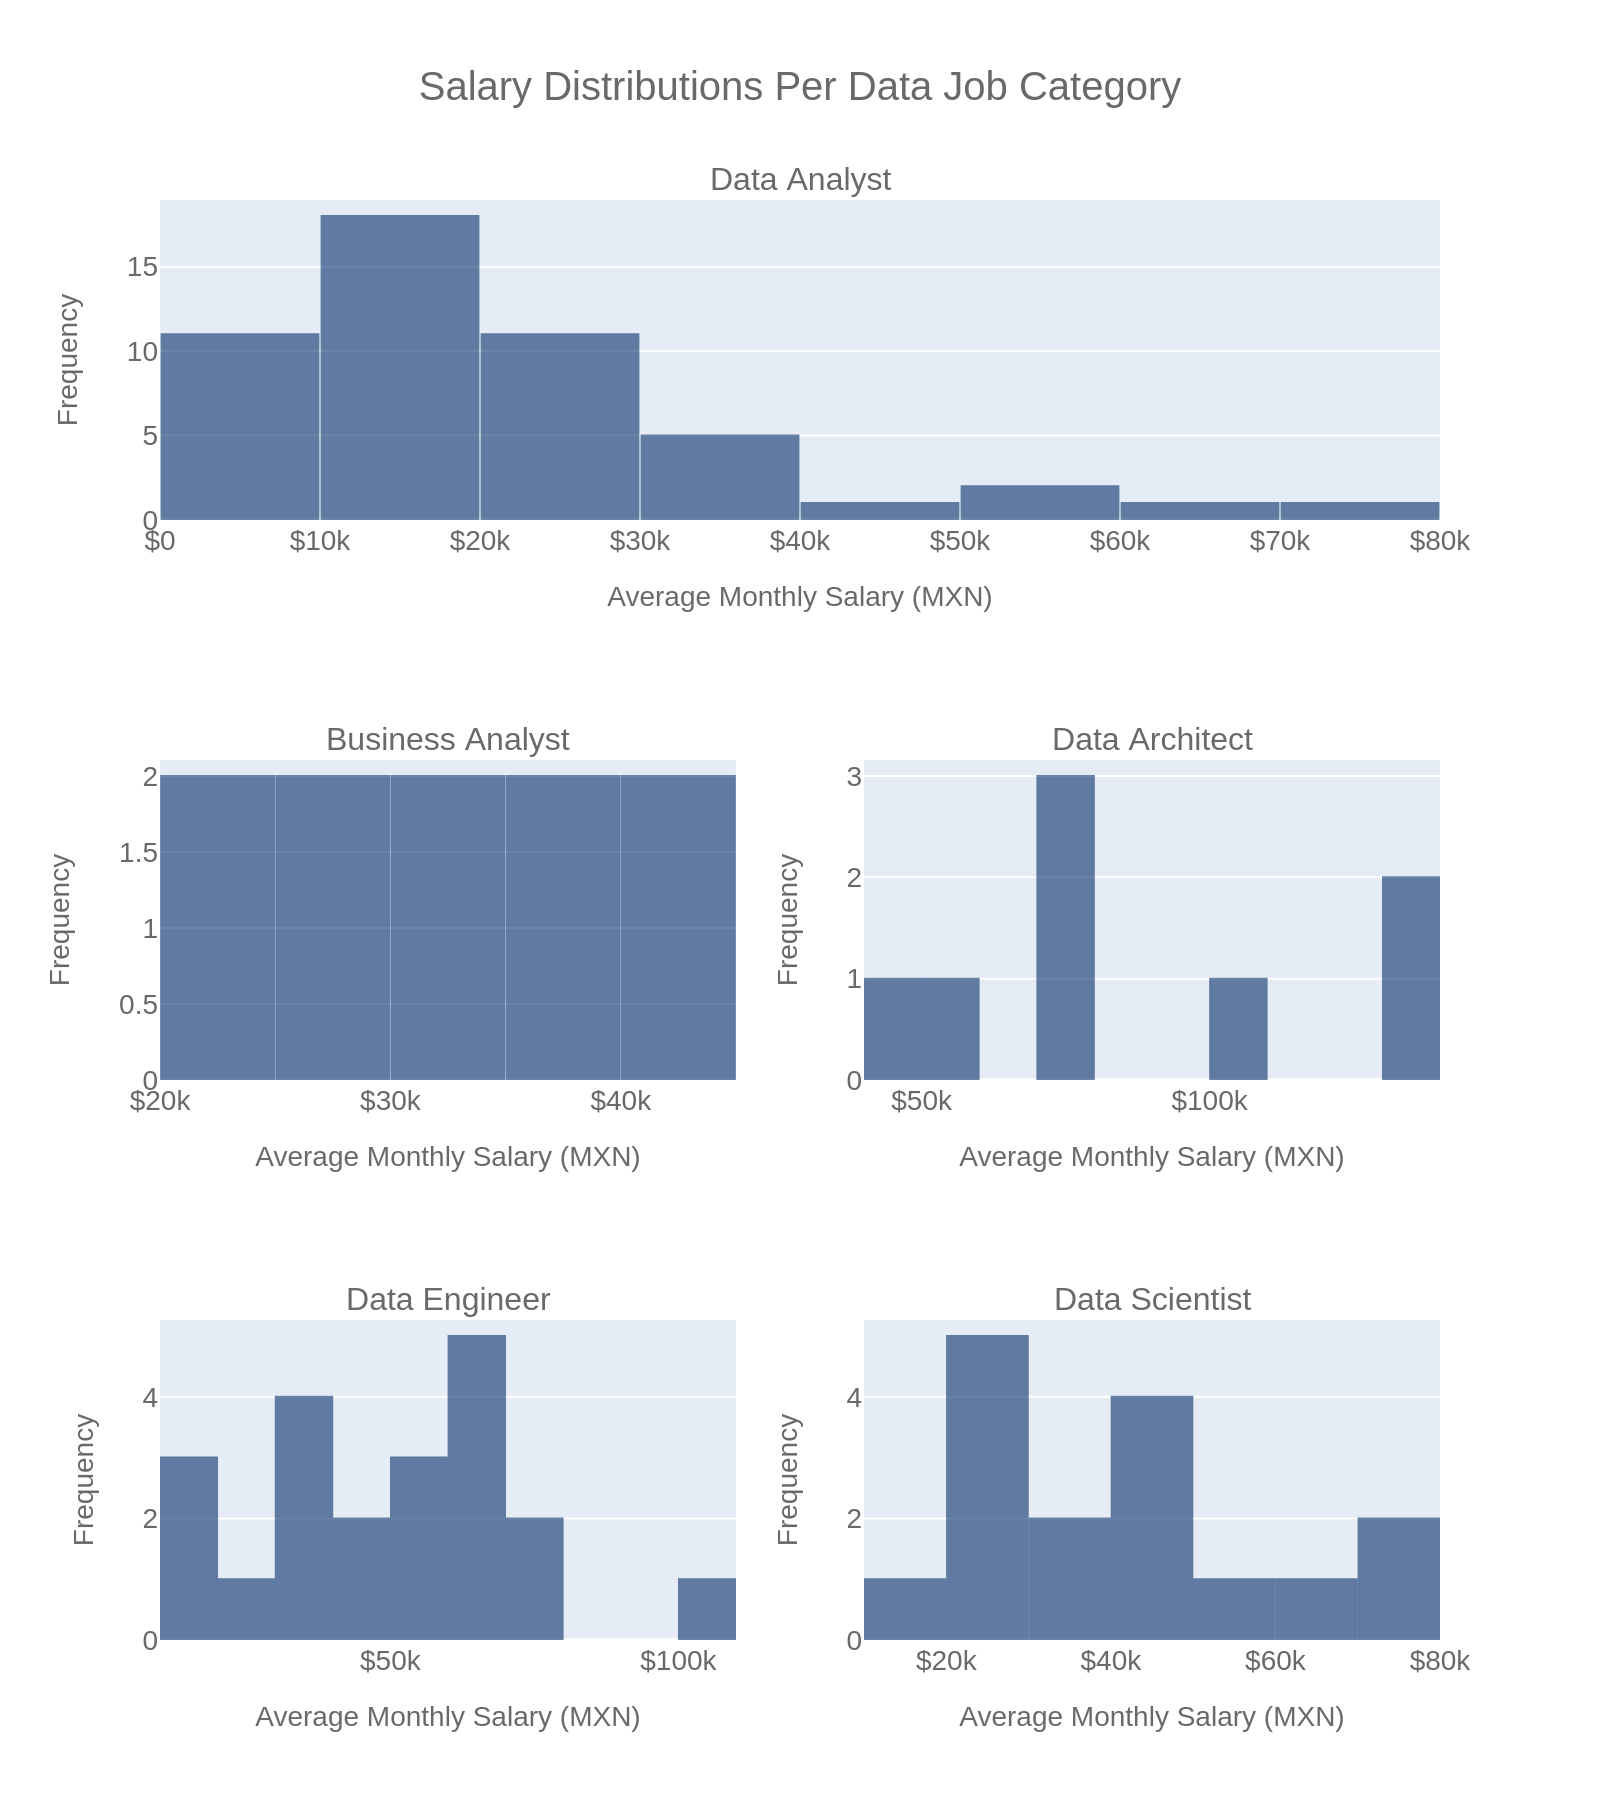 Salary Distributions Per Data Job Category
Data Analyst
Frequency
15
10
5
0
$0 $10k $20k $30k $40k $50k $60k $70k $80k
Average Monthly Salary (MXN)
Business Analyst
Frequency
2
1.5
1
0.5
0
$20k $30k $40k
Average Monthly Salary (MXN)
Data Architect
Frequency
3
2
1
0
$50k $100k
Average Monthly Salary (MXN)
Data Engineer
Frequency
4
2
0
$50k $100k
Average Monthly Salary (MXN)
Data Scientist
Frequency
4
2
0
$20k $40k $60k $80k
Average Monthly Salary (MXN)